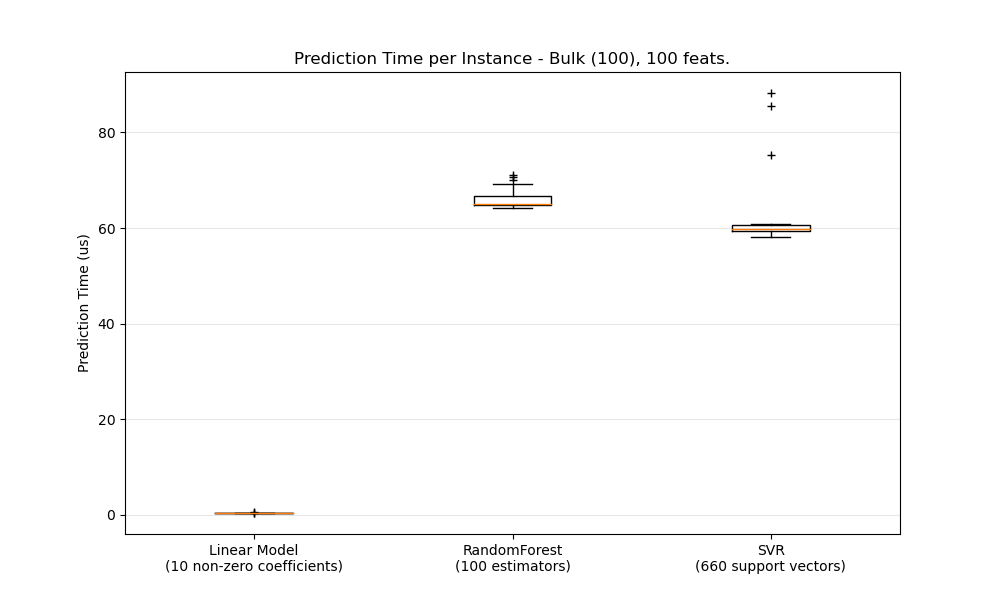 Prediction Time per Instance - Bulk (100), 100 feats.
Prediction Time (us)
80
60
40
20
0
Linear Model
(10 non-zero coefficients)
RandomForest
(100 estimators)
SVR
(660 support vectors)